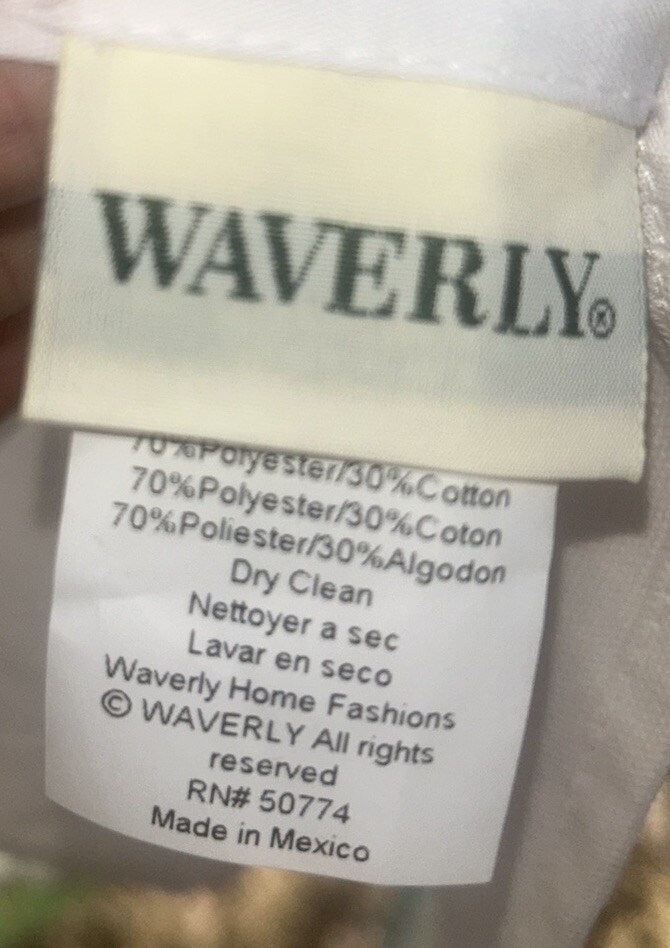 WAVERLY®
70%Polyester/30%Cotton
70%Polyester/30%Coton
70%Poliester/30%Algodon
Dry Clean
Nettoyer a sec
Lavar en seco
Waverly Home Fashions
© WAVERLY All rights
reserved
RN# 50774
Made in Mexico